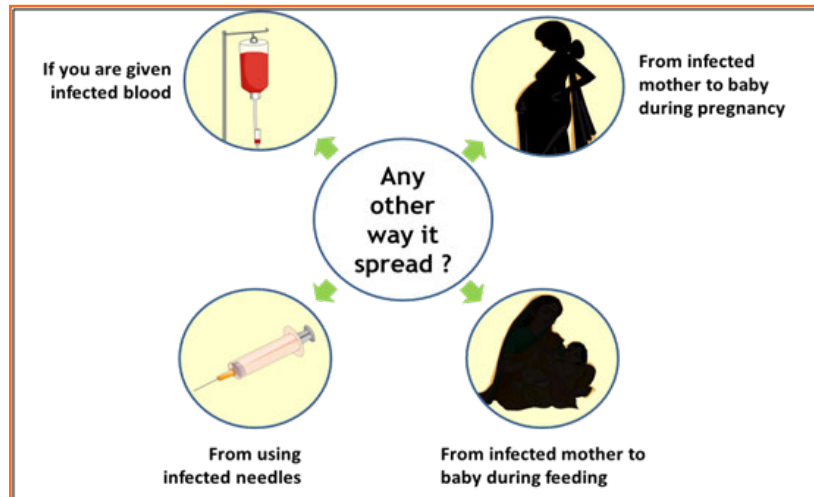 If you are given
infected blood
From infected
mother to baby
during pregnancy
Any
other
way it
spread ?
From using
infected needles
From infected mother to
baby during feeding